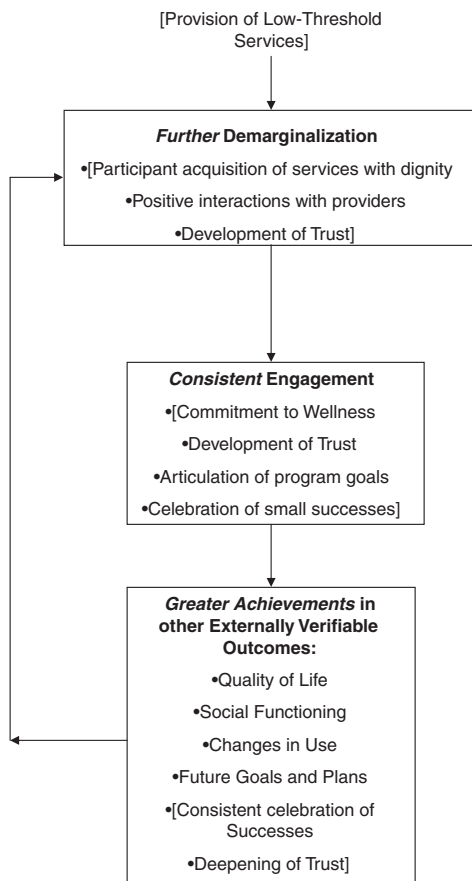 [Provision of Low-Threshold
Services]
Further Demarginalization
•[Participant acquisition of services with dignity
•Positive interactions with providers
•Development of Trust]
Consistent Engagement
•[Commitment to Wellness
•Development of Trust
•Articulation of program goals
•Celebration of small successes]
Greater Achievements in
other Externally Verifiable
Outcomes:
•Quality of Life
•Social Functioning
•Changes in Use
•Future Goals and Plans
•[Consistent celebration of
Successes
•Deepening of Trust]